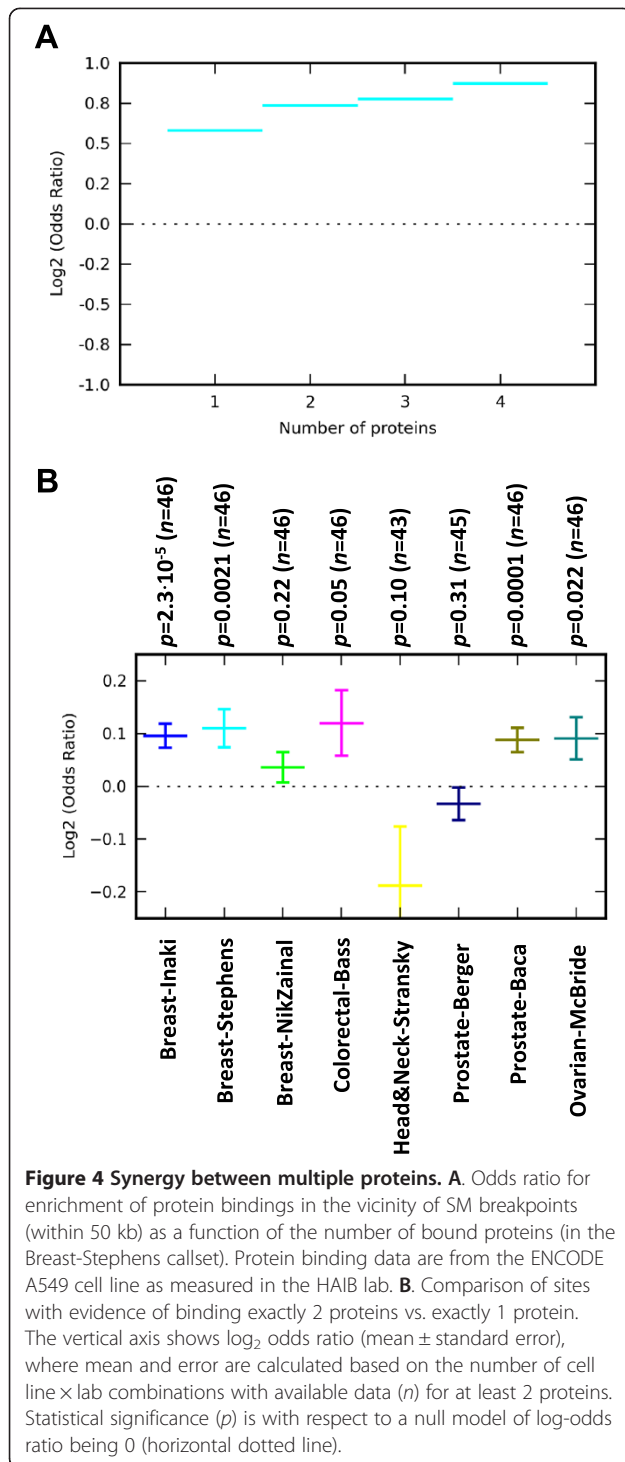 A
1.0
0.8
0.5
0.2
0.0
-0.2
-0.5
-0.8
-1.0
Log2 (Odds Ratio)
1 2 3 4
Number of proteins
B
p=2.3·10-5 (n=46)
p=0.0021 (n=46)
p=0.22 (n=46)
p=0.05 (n=46)
p=0.10 (n=43)
p=0.31 (n=45)
p=0.0001 (n=46)
p=0.022 (n=46)
0.2
0.1
0.0
−0.1
−0.2
Log2 (Odds Ratio)
Breast-Inaki
Breast-Stephens
Breast-NikZainal
Colorectal-Bass
Head&Neck-Stransky
Prostate-Berger
Prostate-Baca
Ovarian-McBride
Figure 4 Synergy between multiple proteins. A. Odds ratio for
enrichment of protein bindings in the vicinity of SM breakpoints
(within 50 kb) as a function of the number of bound proteins (in the
Breast-Stephens callset). Protein binding data are from the ENCODE
A549 cell line as measured in the HAIB lab. B. Comparison of sites
with evidence of binding exactly 2 proteins vs. exactly 1 protein.
The vertical axis shows log2 odds ratio (mean ± standard error),
where mean and error are calculated based on the number of cell
line × lab combinations with available data (n) for at least 2 proteins.
Statistical significance (p) is with respect to a null model of log-odds
ratio being 0 (horizontal dotted line).